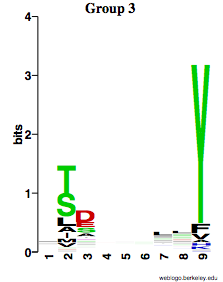 Group 3
4
3
2
1
0
bits
T
S
L
A
I
V
D
E
S
A
L
I
Y
F
1 2 3 4 5 6 7 8 9
weblogo.berkeley.edu